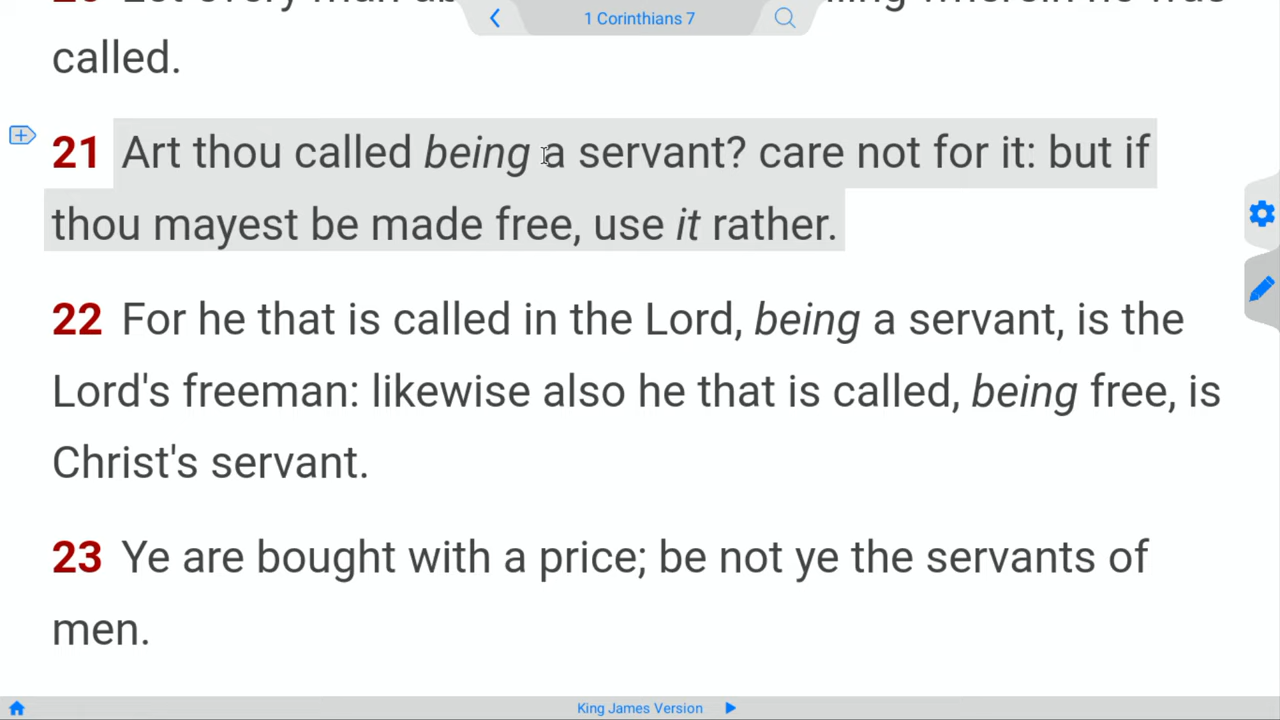 1 Corinthians 7
called.
21 Art thou called being a servant? care not for it: but if
thou mayest be made free, use it rather.
22 For he that is called in the Lord, being a servant, is the
Lord's freeman: likewise also he that is called, being free, is
Christ's servant.
23 Ye are bought with a price; be not ye the servants of
men.
King James Version